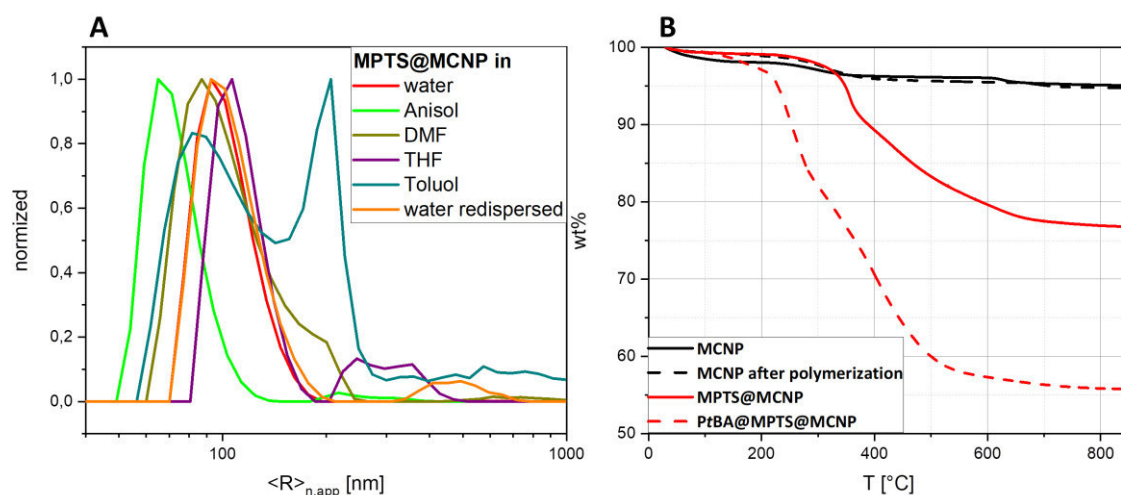 A
MPTS@MCNP in
water
Anisol
DMF
THF
Toluol
water redispersed
1,0
0,8
0,6
0,4
0,2
0,0
normized
100
1000
<R>n,app [nm]
B
100
90
80
70
60
50
wt%
MCNP
MCNP after polymerization
MPTS@MCNP
PtBA@MPTS@MCNP
0
200
400
600
800
T [°C]